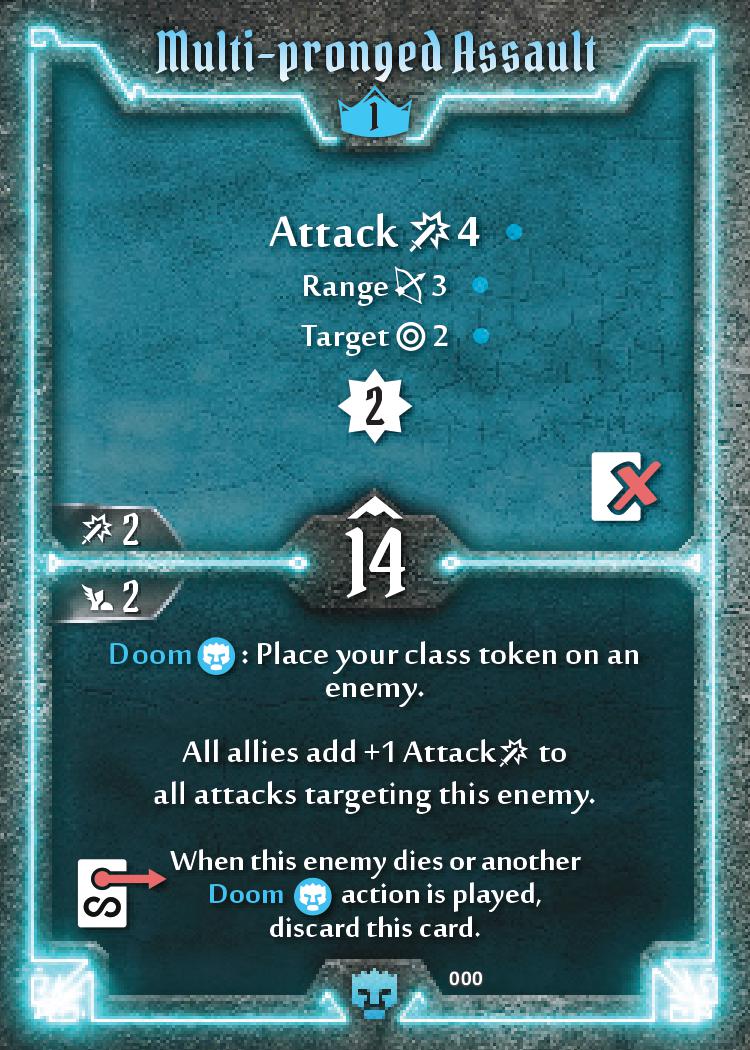 Multi-pronged Assault
1
Attack 4
Range 3
Target 2
2
2
14
2
Doom : Place your class token on an
enemy.
All allies add +1 Attack to
all attacks targeting this enemy.
When this enemy dies or another
Doom action is played,
discard this card.
000